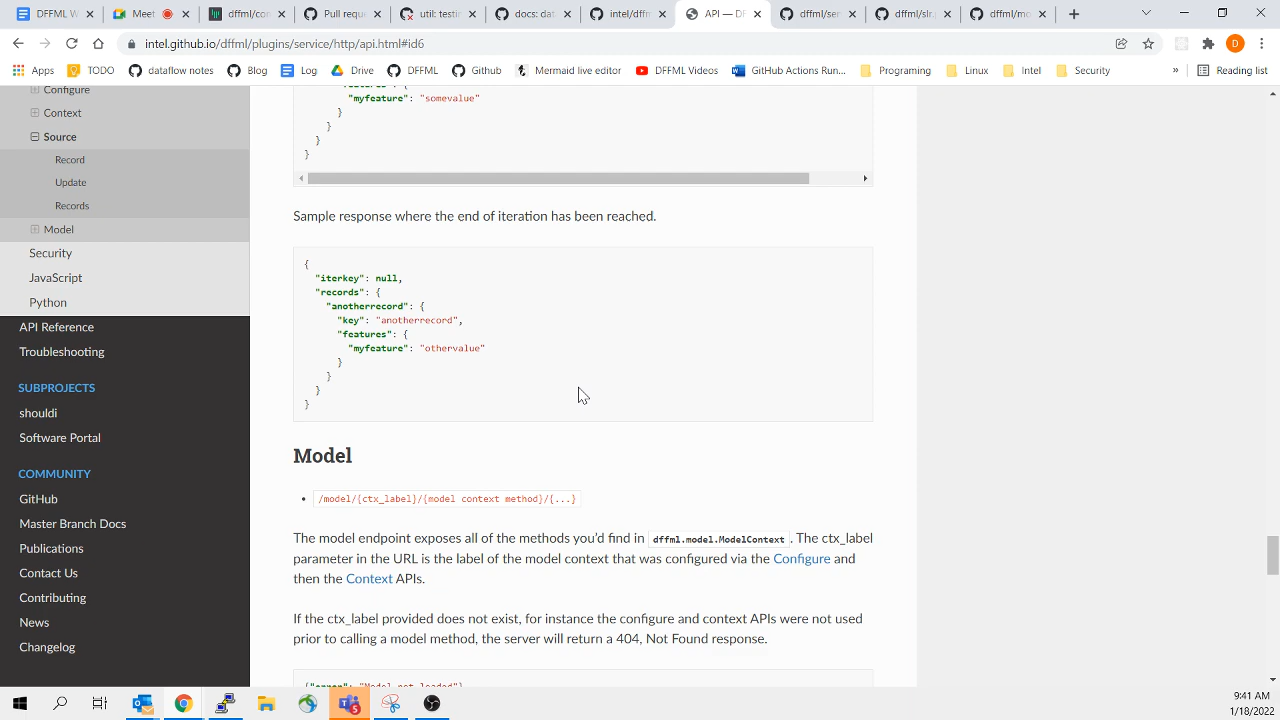 dffml W
Meet
dffml/con
Pull reque
util: testin
docs: dffm
intel/dffm
API — DF
dffml/ser
dffml/slrg
dffml/mo
intel.github.io/dffml/plugins/service/http/api.html#id6
D
Apps
TODO
dataflow notes
Blog
Log
Drive
DFFML
Github
Mermaid live editor
DFFML Videos
GitHub Actions Run...
Programing
Linux
Intel
Security
»
Reading list
Configure
Context
Source
Record
Update
Records
Model
Security
JavaScript
Python
API Reference
Troubleshooting
SUBPROJECTS
shouldi
Software Portal
COMMUNITY
GitHub
Master Branch Docs
Publications
Contact Us
Contributing
News
Changelog
"myfeature": "somevalue"
}
}
}
}
Sample response where the end of iteration has been reached.
{
"iterkey": null,
"records": {
"anotherrecord": {
"key": "anotherrecord",
"features": {
"myfeature": "othervalue"
}
}
}
}
Model
/model/{ctx_label}/{model context method}/{...}
The model endpoint exposes all of the methods you'd find in dffml.model.ModelContext. The ctx_label
parameter in the URL is the label of the model context that was configured via the Configure and
then the Context APIs.
If the ctx_label provided does not exist, for instance the configure and context APIs were not used
prior to calling a model method, the server will return a 404, Not Found response.
{"error": "Model not loaded"}
9:41 AM
1/18/2022